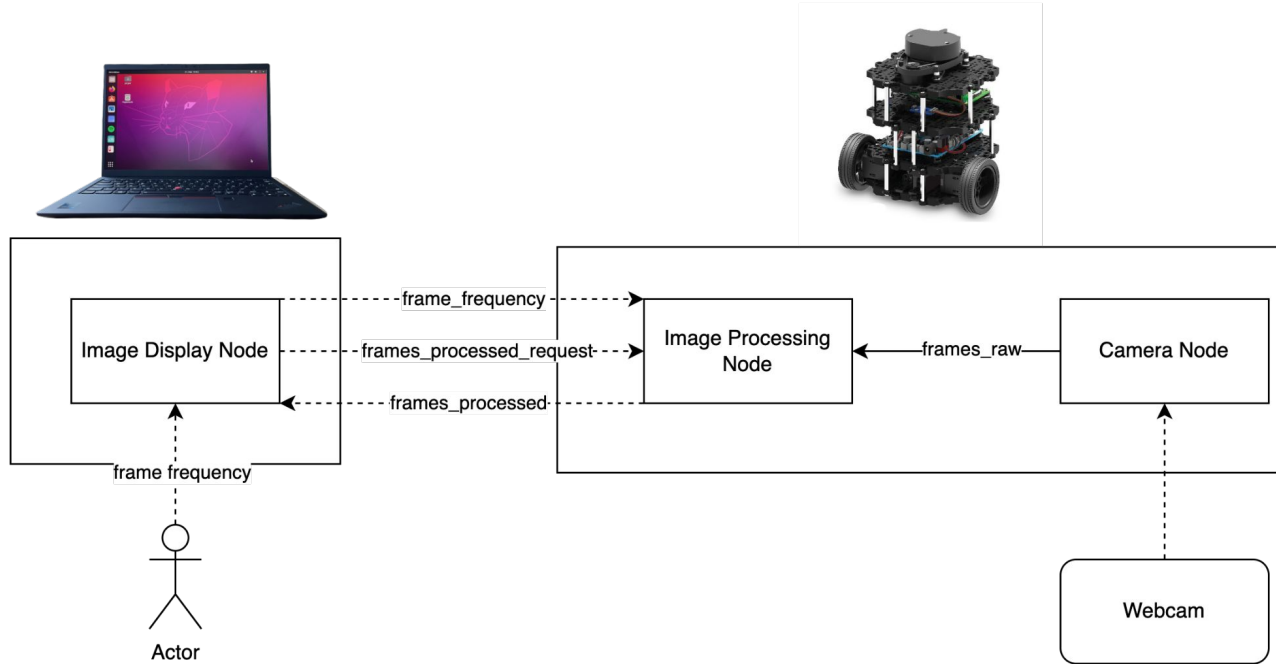 frame_frequency
Image Display Node
frames_processed_request
Image Processing
Node
frames_raw
Camera Node
frames_processed
frame frequency
Webcam
Actor